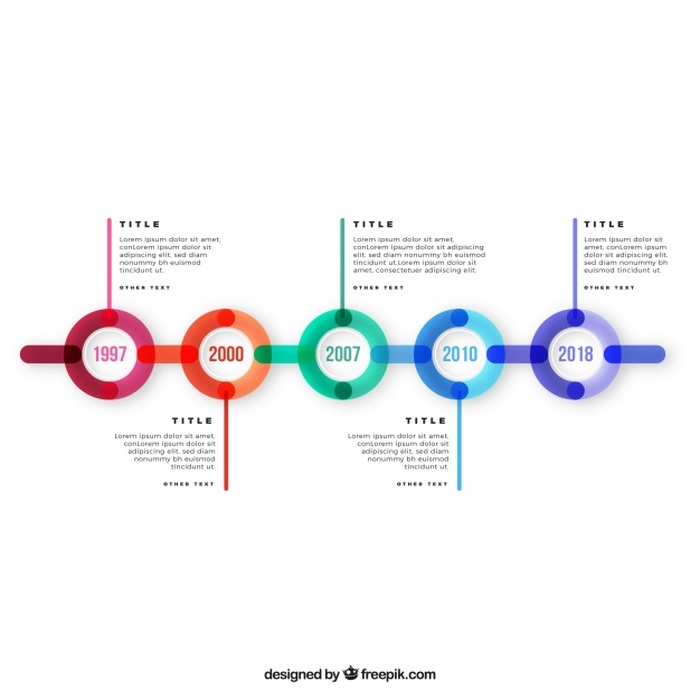 TITLE
Lorem ipsum dolor sit amet,
conLorem ipsum dolor sit amet,
adipiscing elit, sed diam
nonummy bh euismod
tincidunt ut.
OTHER TEXT
TITLE
Lorem ipsum dolor sit amet,
conLorem ipsum dolor sit amet,
adipiscing elit, sed diam nonummy bh euismod
tincidunt ut.Lorem ipsum dolor sit
amet, consectetuer adipiscing elit.
OTHER TEXT
TITLE
Lorem ipsum dolor sit
amet, conLorem ipsum
dolor sit amet, adipiscing
elit, sed diam nonummy
bh euismod tincidunt ut.
OTHER TEXT
1997
2000
2007
2010
2018
TITLE
Lorem ipsum dolor sit amet,
conLorem ipsum dolor sit amet,
adipiscing elit, sed diam
nonummy bh euismod
tincidunt ut.
OTHER TEXT
TITLE
Lorem ipsum dolor sit amet,
conLorem ipsum dolor sit amet,
adipiscing elit, sed diam
nonummy bh euismod
tincidunt ut.
OTHER TEXT
designed by freepik.com